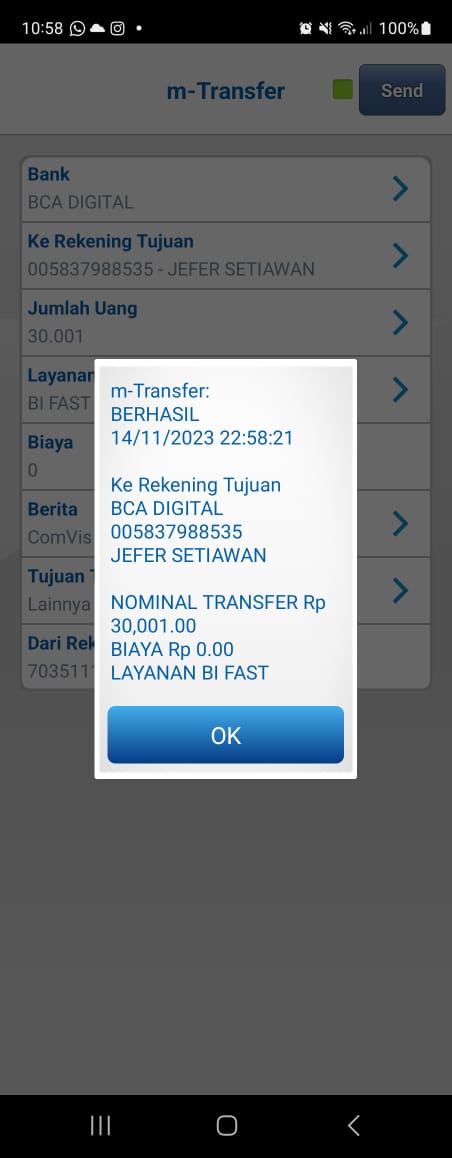 10:58
100%
m-Transfer
Send
Bank
BCA DIGITAL
Ke Rekening Tujuan
005837988535 - JEFER SETIAWAN
Jumlah Uang
30.001
Layanan
BI FAST
Biaya
0
Berita
ComVis
Tujuan
Lainnya
Dari Rek
703511
m-Transfer:
BERHASIL
14/11/2023 22:58:21
Ke Rekening Tujuan
BCA DIGITAL
005837988535
JEFER SETIAWAN
NOMINAL TRANSFER Rp
30,001.00
BIAYA Rp 0.00
LAYANAN BI FAST
OK